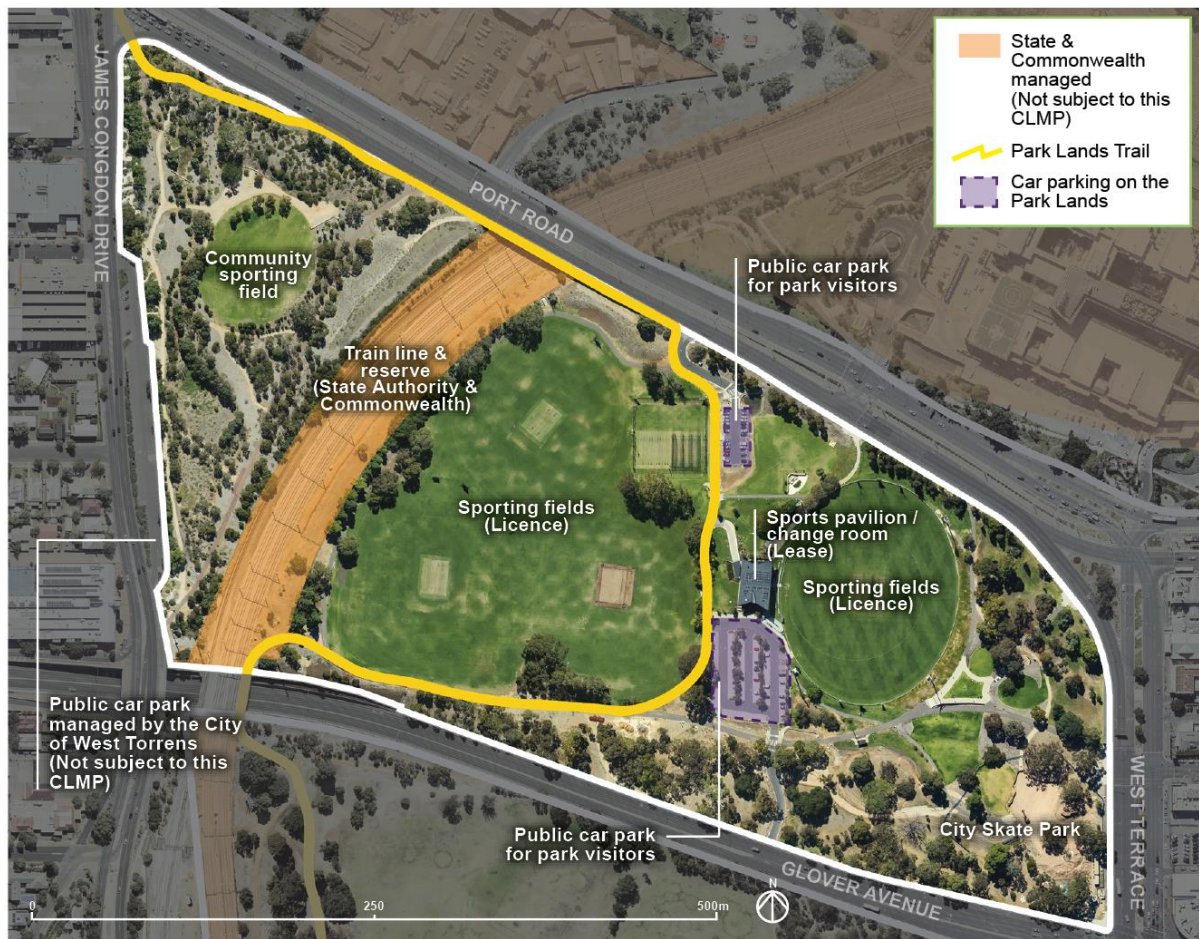 State &
Commonwealth
managed
(Not subject to this
CLMP)
Park Lands Trail
Car parking on the
Park Lands
JAMES CONGDON DRIVE
PORT ROAD
Community
sporting
field
Public car park
for park visitors
Train line &
reserve
(State Authority &
Commonwealth)
Sporting fields
(Licence)
Sports pavilion /
change room
(Lease)
Sporting fields
(Licence)
Public car park
managed by the City
of West Torrens
(Not subject to this
CLMP)
WEST TERRACE
Public car park
for park visitors
City Skate Park
GLOVER AVENUE
0
250
500m
N